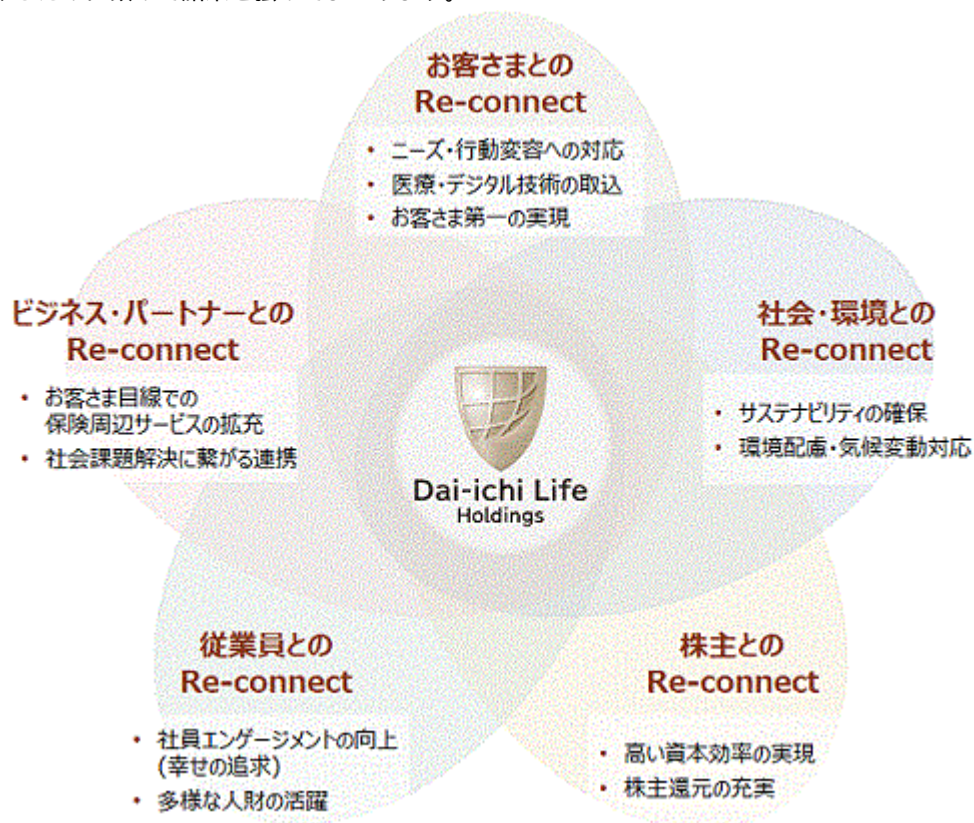 お客さまとの
Re-connect
• ニーズ・行動変容への対応
• 医療・デジタル技術の取込
• お客さま第一の実現
ビジネス・パートナーとの
Re-connect
• お客さま目線での
保険周辺サービスの拡充
• 社会課題解決に繋がる連携
社会・環境との
Re-connect
• サステナビリティの確保
• 環境配慮・気候変動対応
Dai-ichi Life
Holdings
従業員との
Re-connect
• 社員エンゲージメントの向上
(幸せの追求)
• 多様な人財の活躍
株主との
Re-connect
• 高い資本効率の実現
• 株主還元の充実